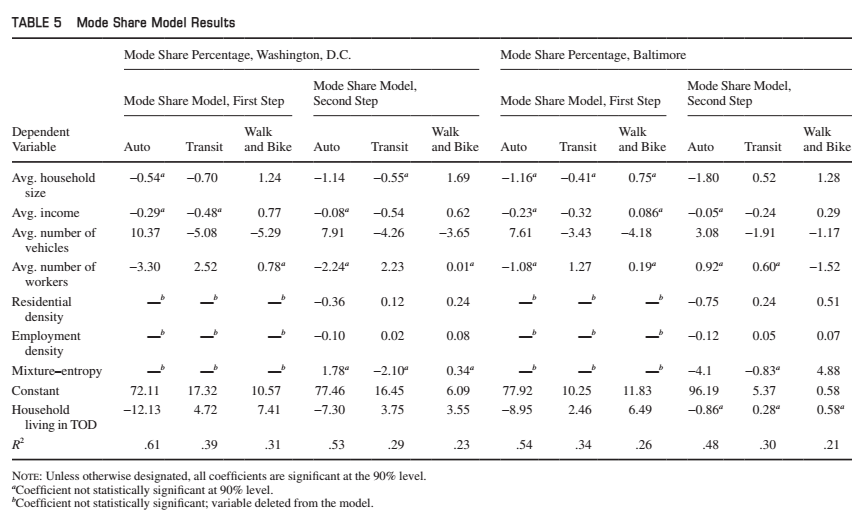 TABLE 5 Mode Share Model Results
Mode Share Percentage, Washington, D.C. Mode Share Percentage, Baltimore
Mode Share Model, First Step Mode Share Model, Second Step Mode Share Model, First Step Mode Share Model, Second Step
Dependent Variable Auto Transit Walk and Bike Auto Transit Walk and Bike Auto Transit Walk and Bike Auto Transit Walk and Bike
Avg. household size −0.54a −0.70 1.24 −1.14 −0.55a 1.69 −1.16a −0.41a 0.75a −1.80 0.52 1.28
Avg. income −0.29a −0.48a 0.77 −0.08a −0.54 0.62 −0.23a −0.32 0.086a −0.05a −0.24 0.29
Avg. number of vehicles 10.37 −5.08 −5.29 7.91 −4.26 −3.65 7.61 −3.43 −4.18 3.08 −1.91 −1.17
Avg. number of workers −3.30 2.52 0.78a −2.24a 2.23 0.01a −1.08a 1.27 0.19a 0.92a 0.60a −1.52
Residential density —b —b —b −0.36 0.12 0.24 —b —b —b −0.75 0.24 0.51
Employment density —b —b —b −0.10 0.02 0.08 —b —b —b −0.12 0.05 0.07
Mixture–entropy —b —b —b 1.78a −2.10a 0.34a —b —b —b −4.1 −0.83a 4.88
Constant 72.11 17.32 10.57 77.46 16.45 6.09 77.92 10.25 11.83 96.19 5.37 0.58
Household living in TOD −12.13 4.72 7.41 −7.30 3.75 3.55 −8.95 2.46 6.49 −0.86a 0.28a 0.58a
R2 .61 .39 .31 .53 .29 .23 .54 .34 .26 .48 .30 .21
NOTE: Unless otherwise designated, all coefficients are significant at the 90% level.
aCoefficient not statistically significant at 90% level.
bCoefficient not statistically significant; variable deleted from the model.